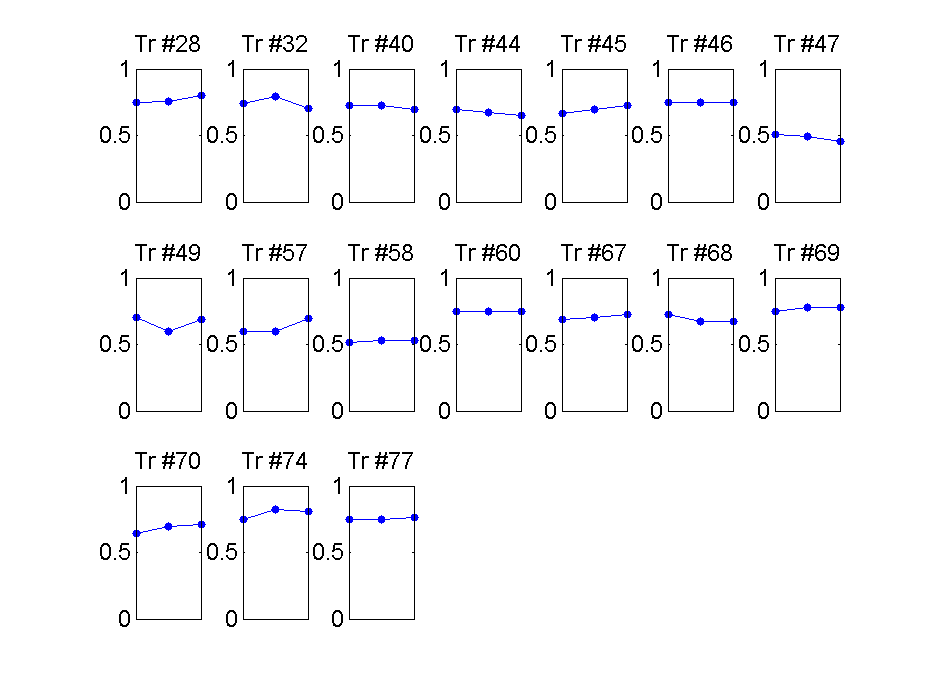 Tr #28 Tr #32 Tr #40 Tr #44 Tr #45 Tr #46 Tr #47
1 1 1 1 1 1 1
0.5 0.5 0.5 0.5 0.5 0.5 0.5
0 0 0 0 0 0 0
Tr #49 Tr #57 Tr #58 Tr #60 Tr #67 Tr #68 Tr #69
1 1 1 1 1 1 1
0.5 0.5 0.5 0.5 0.5 0.5 0.5
0 0 0 0 0 0 0
Tr #70 Tr #74 Tr #77
1 1 1
0.5 0.5 0.5
0 0 0